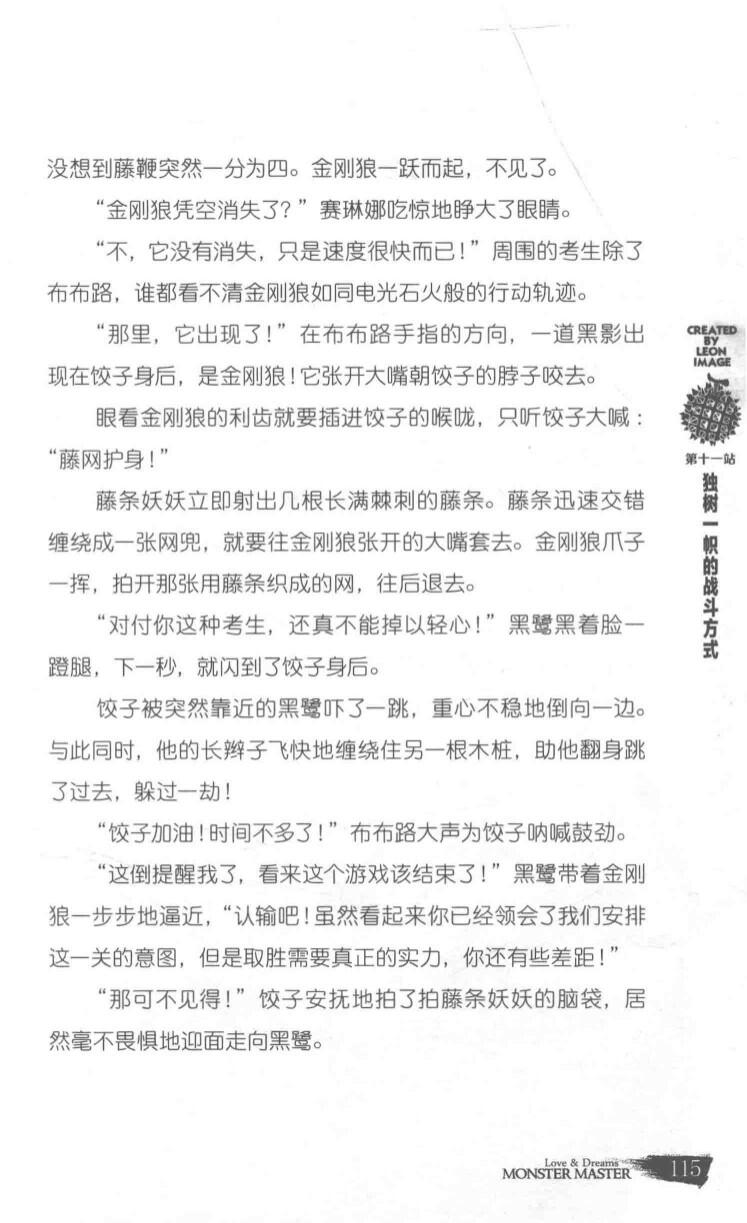 没想到藤鞭突然一分为四。金刚狼一跃而起，不见了。
“金刚狼凭空消失了？”赛琳娜吃惊地睁大了眼睛。
“不，它没有消失，只是速度很快而已！”周围的考生除了
布布路，谁都看不清金刚狼如同电光石火般的行动轨迹。
“那里，它出现了！”在布布路手指的方向，一道黑影出
现在饺子身后，是金刚狼！它张开大嘴朝饺子的脖子咬去。
眼看金刚狼的利齿就要插进饺子的喉咙，只听饺子大喊：
“藤网护身！”
藤条妖妖立即射出几根长满棘刺的藤条。藤条迅速交错
缠绕成一张网兜，就要往金刚狼张开的大嘴套去。金刚狼爪子
一挥，拍开那张用藤条织成的网，往后退去。
“对付你这种考生，还真不能掉以轻心！”黑鹭黑着脸一
蹬腿，下一秒，就闪到了饺子身后。
饺子被突然靠近的黑鹭吓了一跳，重心不稳地倒向一边。
与此同时，他的长辫子飞快地缠绕住另一根木桩，助他翻身跳
了过去，躲过一劫！
“饺子加油！时间不多了！”布布路大声为饺子呐喊鼓劲。
“这倒提醒我了，看来这个游戏该结束了！”黑鹭带着金刚
狼一步步地逼近，“认输吧！虽然看起来你已经领会了我们安排
这一关的意图，但是取胜需要真正的实力，你还有些差距！”
“那可不见得！”饺子安抚地拍了拍藤条妖妖的脑袋，居
然毫不畏惧地迎面走向黑鹭。
CREATED
BY
LEON
IMAGE
第十一站
独树一帜的战斗方式
Love & Dreams
MONSTER MASTER
115